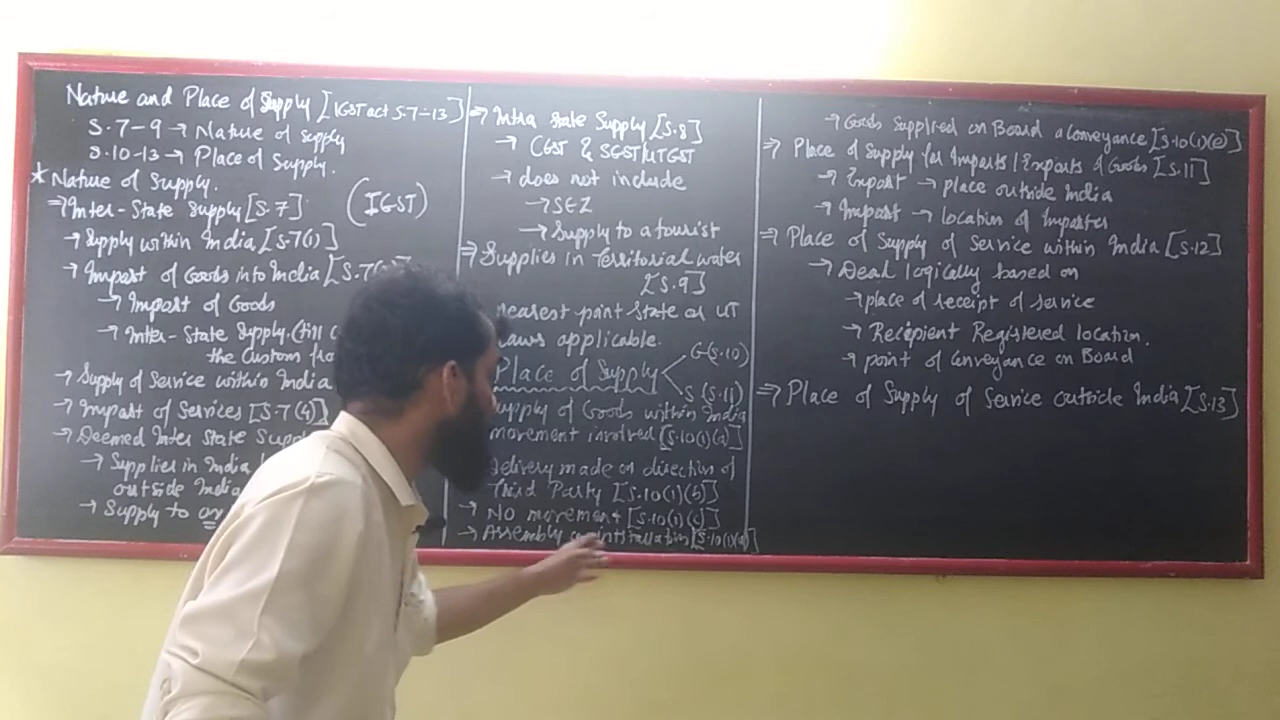 Nature and Place of Supply [IGST act S.7-13]
S.7-9 → Nature of supply
S.10-13 → Place of Supply.
* Nature of Supply.
⇒ Inter-State Supply [S.7] (IGST)
→ Supply within India [S.7(1)]
→ Import of Goods into India [S.7(
→ Import of Goods
→ Inter-State Supply. (till
the Custom
→ Supply of Service within India
→ Import of Services [S.7(4)]
→ Deemed Inter State
→ Supplies in India
outside India
→ Supply to
⇒ Intra State Supply [S.8]
→ CGST & SGST/UTGST
→ does not include
→ SEZ
→ Supply to a tourist
⇒ Supplies in Territorial water
[S.9]
nearest point State or UT
Laws applicable.
Place of Supply G (S.10)
S (S.11)
Supply of Goods within India
movement involved [S.10(1)(a)]
Delivery made on direction of
Third Party [S.10(1)(b)]
→ NO movement [S.10(1)(c)]
→ Assembly or intstallation [S.10(1)(d)]
→ Goods Supplied on Board a Conveyance [S.10(1)(e)]
⇒ Place of Supply for Imports / Exports of Goods [S.11]
→ Export → place outside India
→ Import → location of Importer
⇒ Place of Supply of Service within India [S.12]
→ Deal logically based on
→ place of receipt of service
→ Recipient Registered location.
→ point of Conveyance on Board
⇒ Place of Supply of Service outside India [S.13]